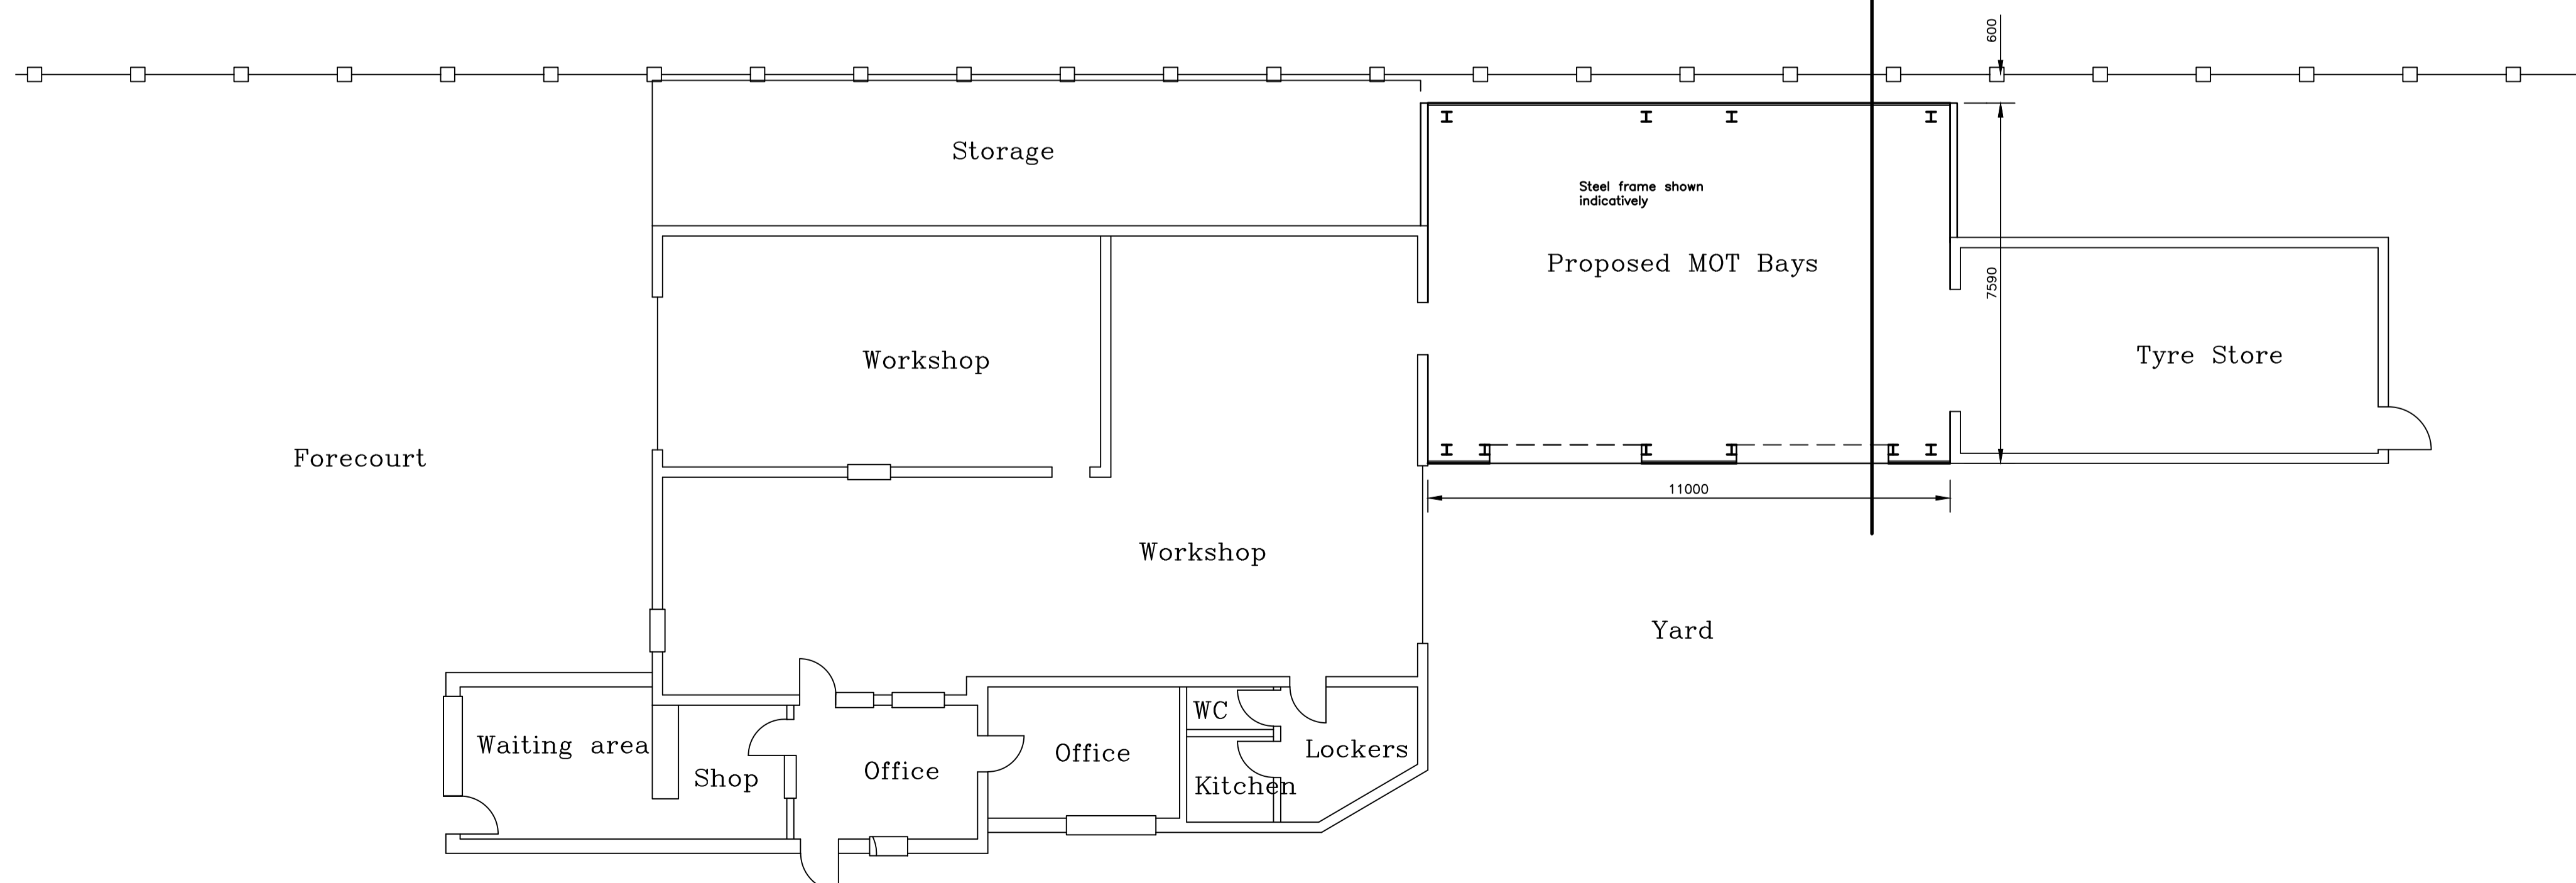 600
Storage
Steel frame shown
indicatively
Proposed MOT Bays
7590
Workshop
Tyre Store
Forecourt
11000
Workshop
Yard
WC
Waiting area
Lockers
Office
Office
Shop
Kitchen